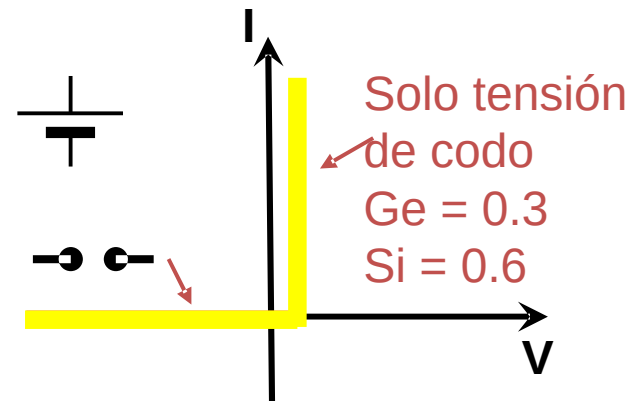 I
Solo tensión
de codo
Ge = 0.3
Si = 0.6
V